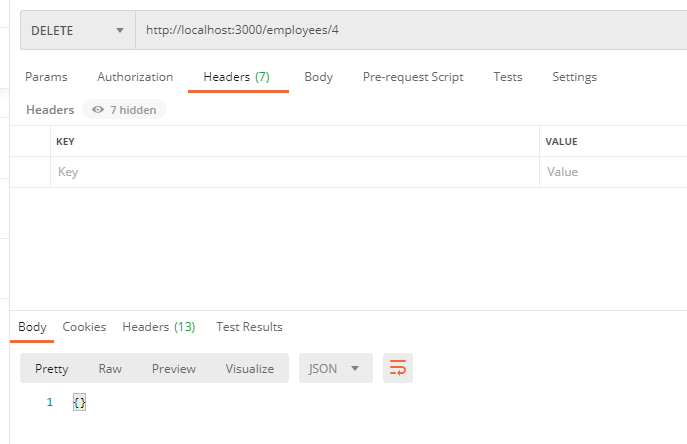 DELETE http://localhost:3000/employees/4
Params Authorization Headers (7) Body Pre-request Script Tests Settings
Headers 7 hidden
KEY VALUE
Key Value
Body Cookies Headers (13) Test Results
Pretty Raw Preview Visualize JSON
1 {}